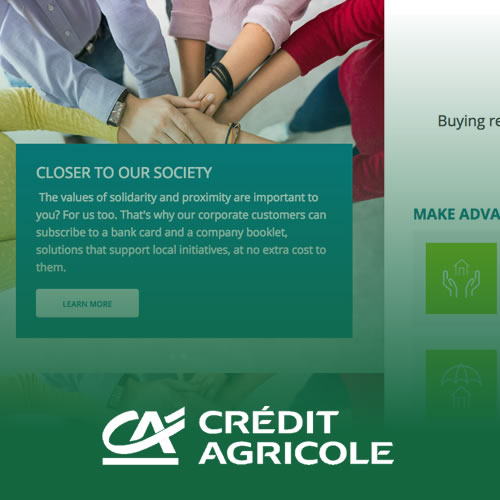 CLOSER TO OUR SOCIETY
The values of solidarity and proximity are important to
you? For us too. That's why our corporate customers can
subscribe to a bank card and a company booklet,
solutions that support local initiatives, at no extra cost to
them.
LEARN MORE
Buying re
MAKE ADVA
CA
CRÉDIT
AGRICOLE